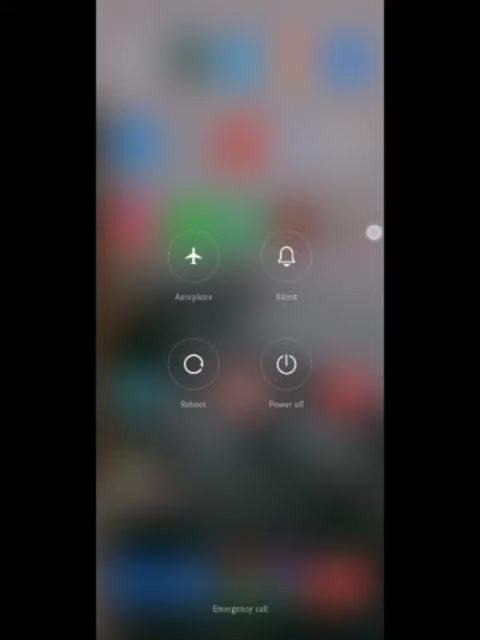 Aeroplane
Silent
Reboot
Power off
Emergency call